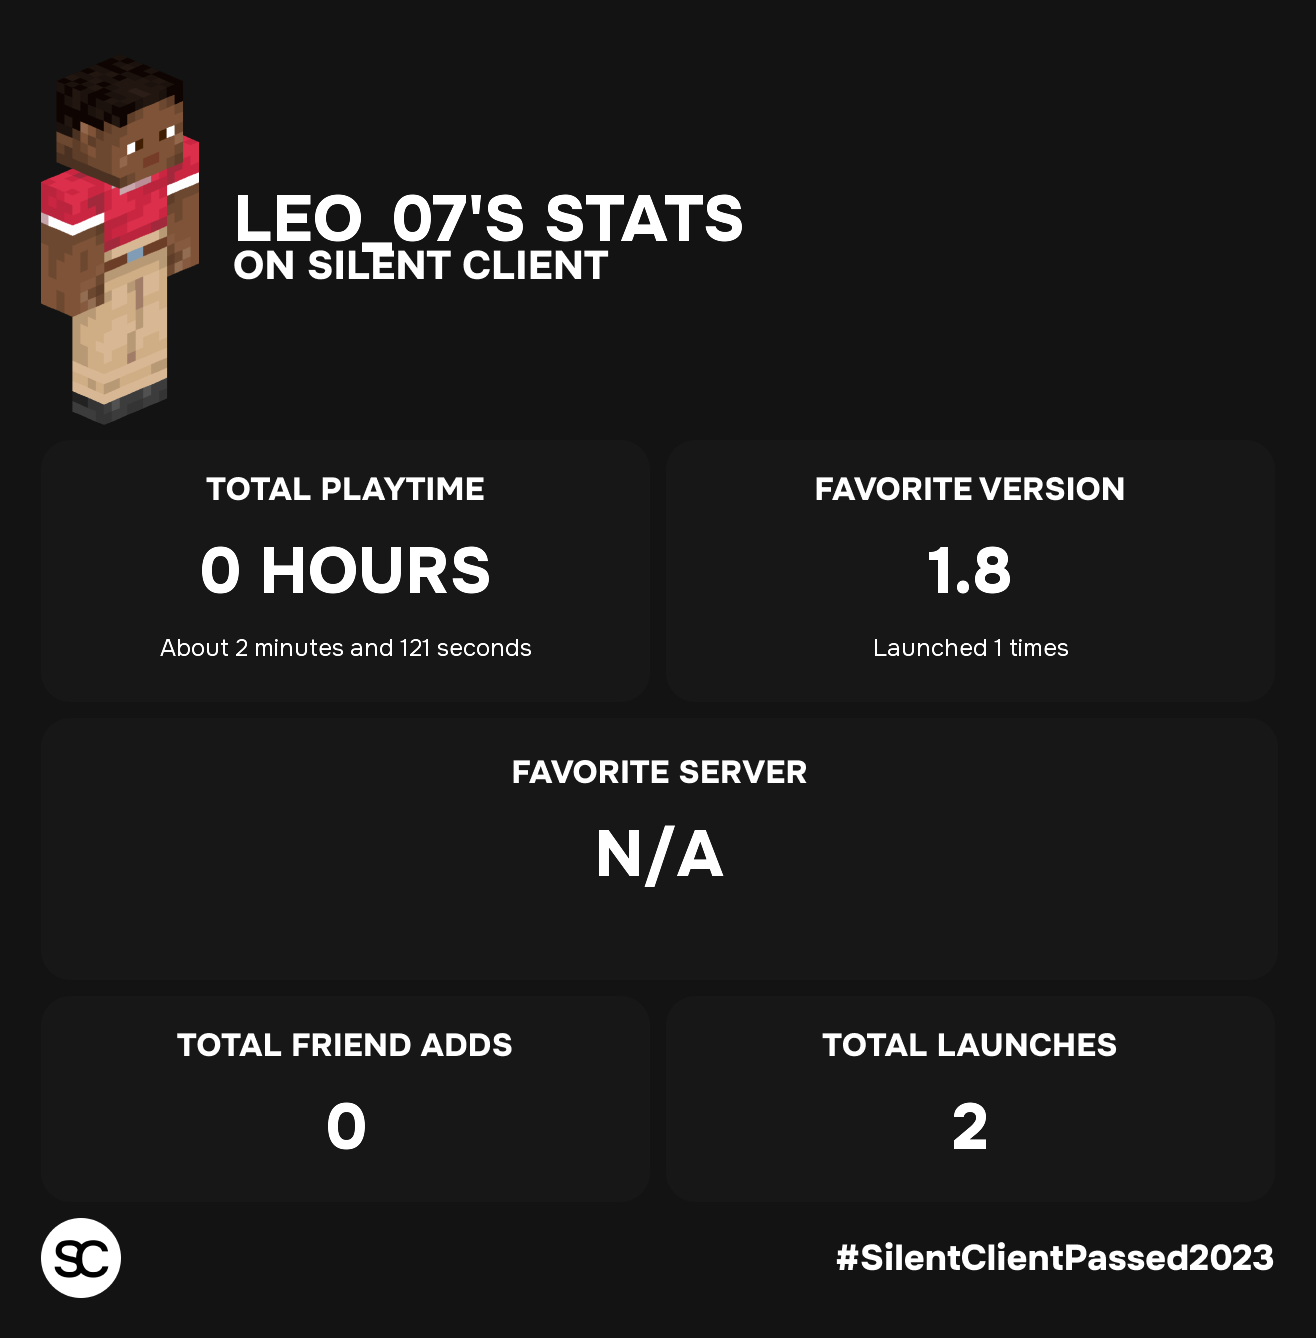 LEO_07'S STATS
ON SILENT CLIENT
TOTAL PLAYTIME
0 HOURS
About 2 minutes and 121 seconds
FAVORITE VERSION
1.8
Launched 1 times
FAVORITE SERVER
N/A
TOTAL FRIEND ADDS
0
TOTAL LAUNCHES
2
SC
#SilentClientPassed2023